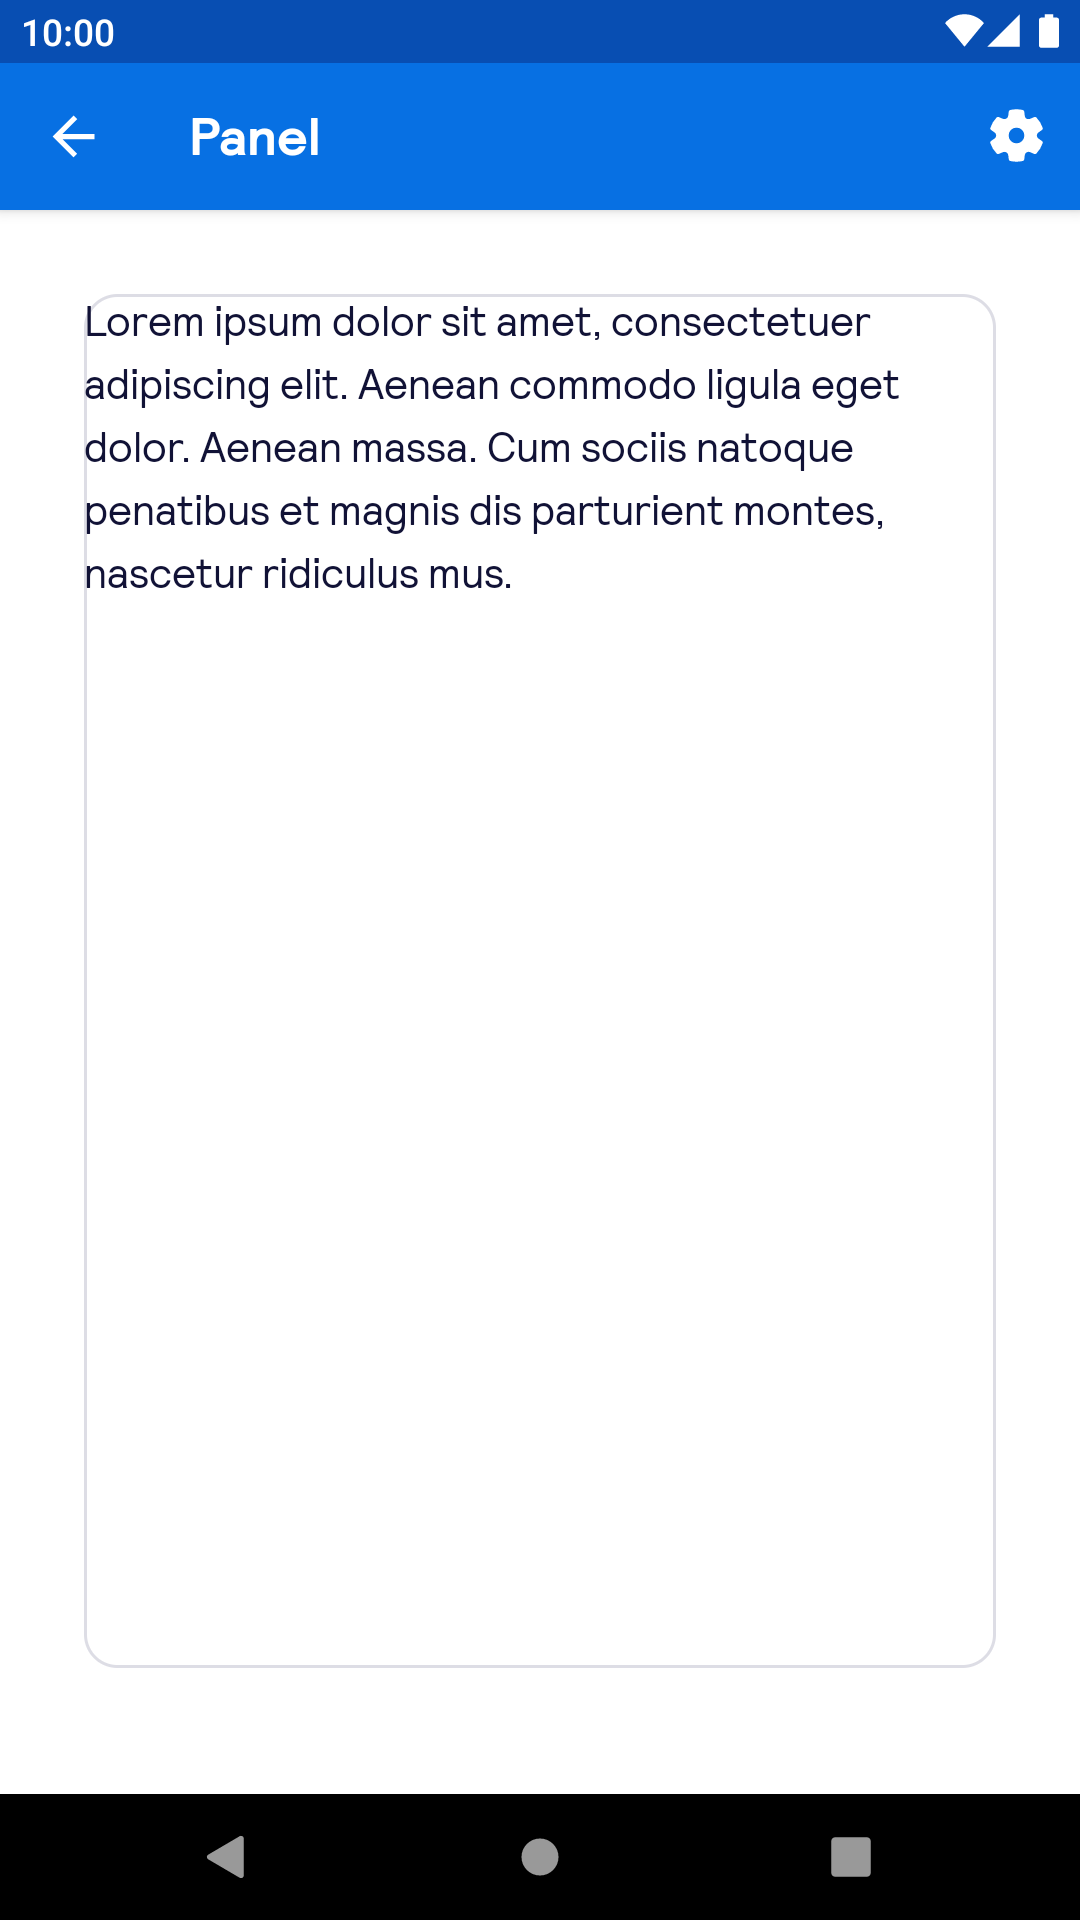 10:00
Panel
Lorem ipsum dolor sit amet, consectetuer
adipiscing elit. Aenean commodo ligula eget
dolor. Aenean massa. Cum sociis natoque
penatibus et magnis dis parturient montes,
nascetur ridiculus mus.